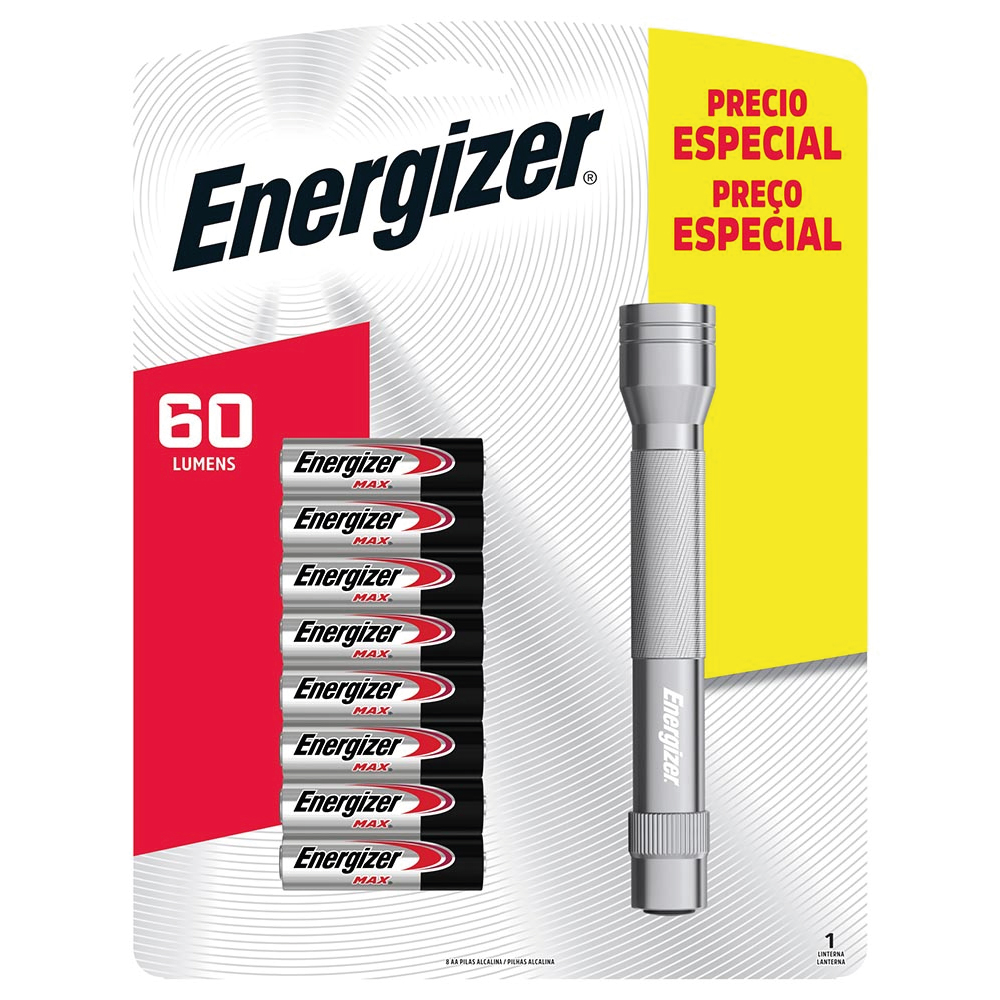 Energizer®
PRECIO
ESPECIAL
PREÇO
ESPECIAL
60
LUMENS
Energizer
MAX®
Energizer
MAX®
Energizer
MAX®
Energizer
MAX®
Energizer
MAX®
Energizer
MAX®
Energizer
MAX®
Energizer
MAX®
Energizer
8 AA PILAS ALCALINA / PILHAS ALCALINA
1
LINTERNA
LANTERNA